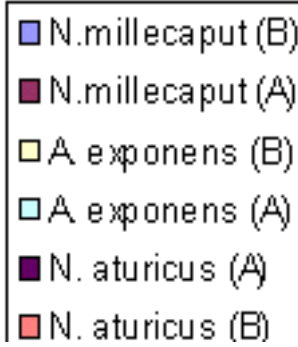 N.millecaput (B)
N.millecaput (A)
A. exponens (B)
A. exponens (A)
N. aturicus (A)
N. aturicus (B)